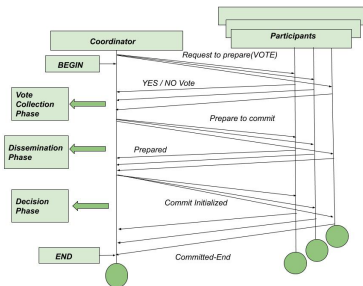 Coordinator
Participants
Request to prepare(VOTE)
BEGIN
YES / NO Vote
Vote
Collection
Phase
Prepare to commit
Dissemination
Phase
Prepared
Decision
Phase
Commit Initialized
END
Committed-End